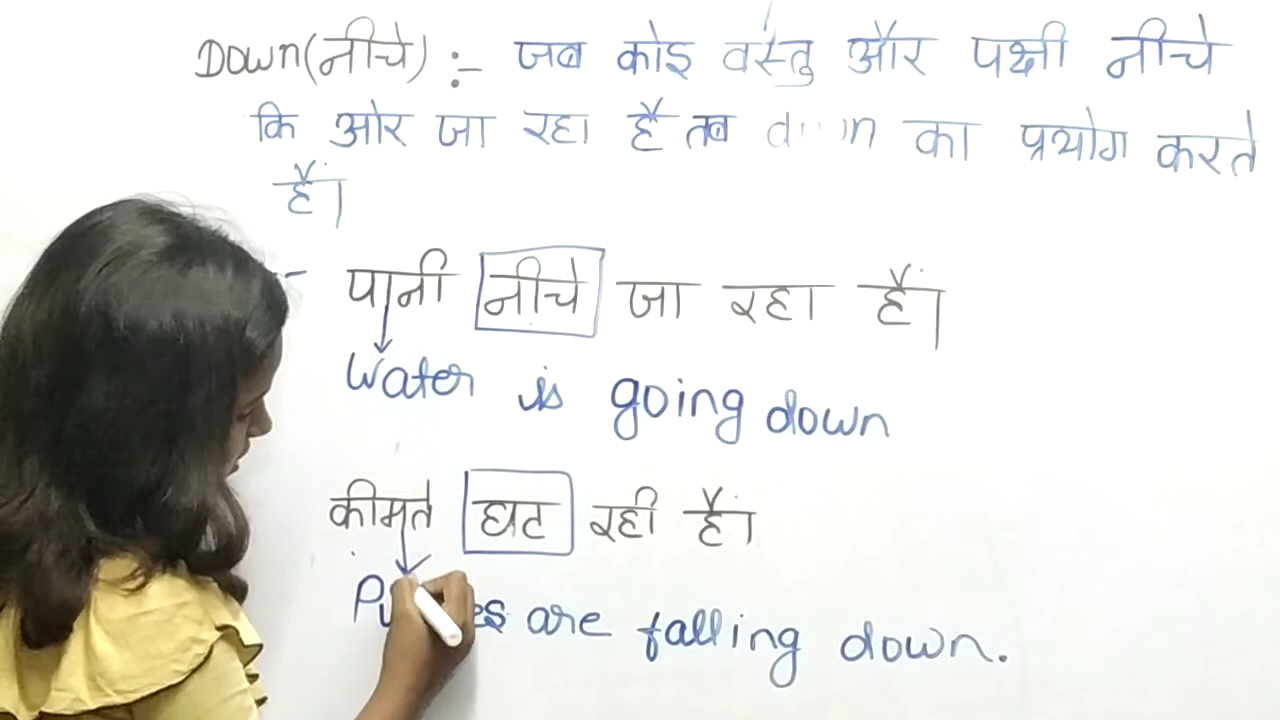 Down(नीचे) :- जब कोइ वस्तु और पक्षी नीचे
कि ओर जा रहा है तब का प्रयोग करते
हैं।
- पानी नीचे जा रहा हैं।
Water is going down
कीमते घट रही हैं।
are falling down.